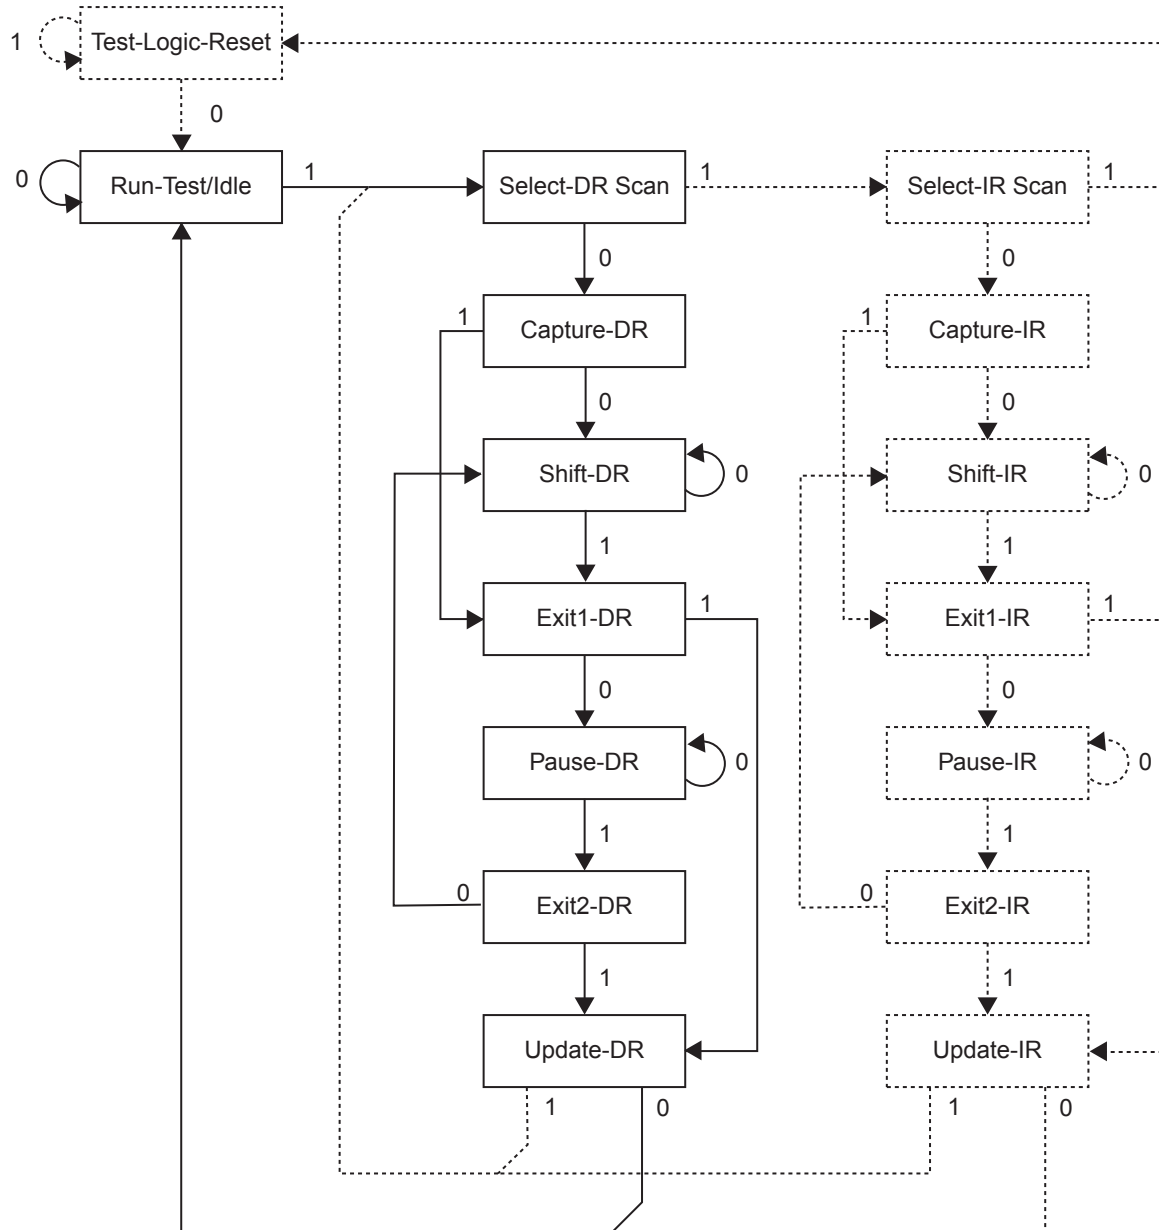 1 Test-Logic-Reset
0
0 Run-Test/Idle 1 Select-DR Scan 1 Select-IR Scan 1
0 0
1 Capture-DR 1 Capture-IR
0 0
Shift-DR 0 Shift-IR 0
1 1
Exit1-DR 1 Exit1-IR 1
0 0
Pause-DR 0 Pause-IR 0
1 1
0 Exit2-DR 0 Exit2-IR
1 1
Update-DR Update-IR
1 0 1 0